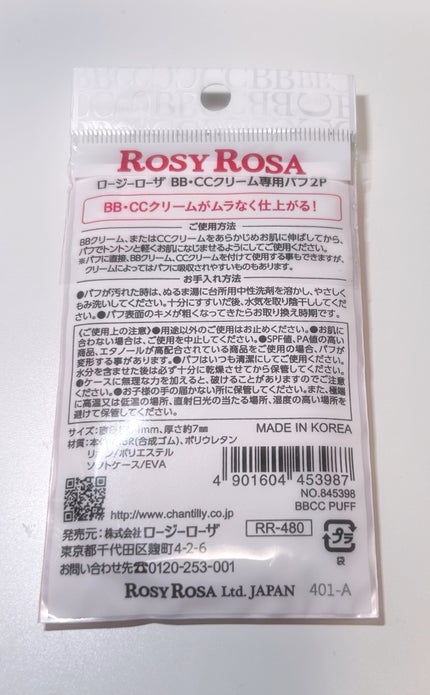 ROSY ROSA
ロージーローザ BB・CCクリーム専用パフ2P
BB・CCクリームがムラなく仕上がる!
ご使用方法
BBクリーム、またはCCクリームをあらかじめお肌に伸ばしてから、
パフでトントンと軽くお肌になじませるようにしてご使用ください。
※パフに直接、BBクリーム、CCクリームを付けて使用する事もできますが、
クリームによってはパフに吸収されやすいものもあります。
お手入れ方法
●パフが汚れた時は、ぬるま湯に台所用中性洗剤を溶かし、やさしく
もみ洗いしてください。十分にすすいだ後、水気を取り陰干ししてくだ
さい。●パフ表面のキメが粗くなってきたらお取り換え時期です。
〈ご使用上の注意〉●用途以外のご使用はお止めください。●お肌に
合わない場合は、ご使用を中止してください。●SPF値、PA値の高い
商品、エタノールが高配合されている商品をご使用の場合、パフが
変形する事があります。●パフはいつも清潔にしてご使用ください。
水分を含ませた後は必ず十分に乾燥させてから保管してください。
●ケースに無理な力を加えると、破けることがありますのでご注意
ください。●お子様の手の届かない所に保管してください。また、極端
に高温又は低温の場所、直射日光の当たる場所、湿度の高い場所を
避けて保管してください。
サイズ:mm、厚さ約7mm
MADE IN KOREA
材質:(合成ゴム)、ポリウレタン
ポリエステル
ソフトケース/EVA
4 901604 453987
NO.845398
BBCC PUFF
http://www.chantilly.co.jp
発売元:株式会社ロージーローザ
RR-480
プラ
袋
東京都千代田区麹町4-2-6
お問い合わせ先☎0120-253-001
ROSY ROSA Ltd. JAPAN
401-A